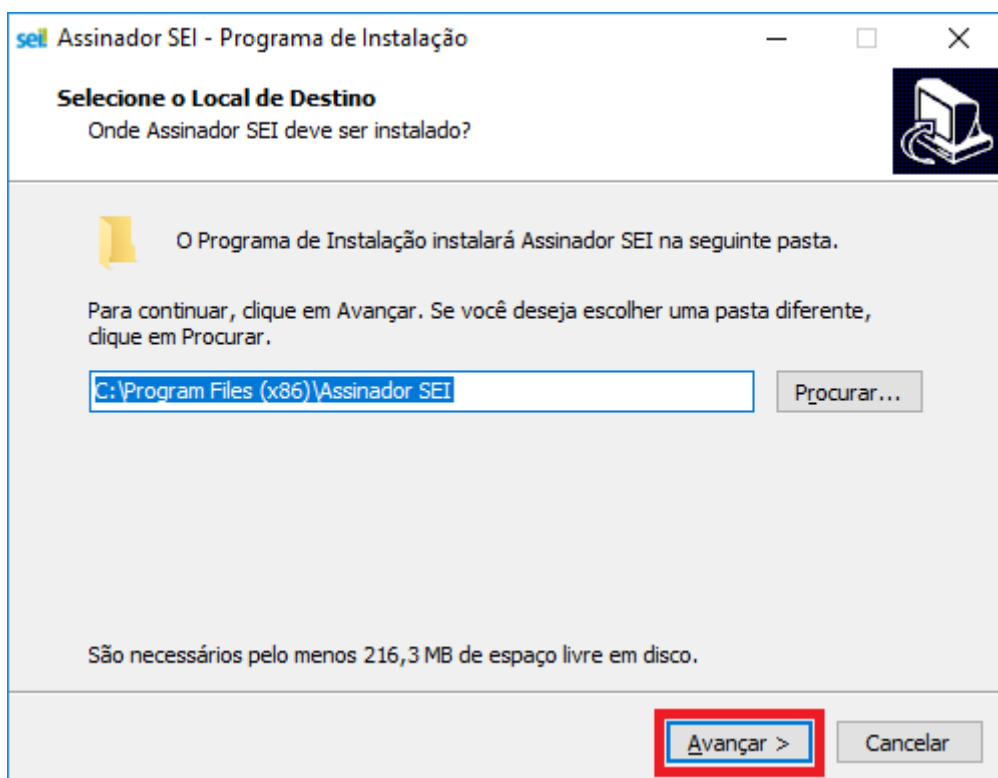 sei! Assinador SEI - Programa de Instalação
Selecione o Local de Destino
Onde Assinador SEI deve ser instalado?
O Programa de Instalação instalará Assinador SEI na seguinte pasta.
Para continuar, clique em Avançar. Se você deseja escolher uma pasta diferente,
clique em Procurar.
C:\Program Files (x86)\Assinador SEI
Procurar...
São necessários pelo menos 216,3 MB de espaço livre em disco.
Avançar >
Cancelar